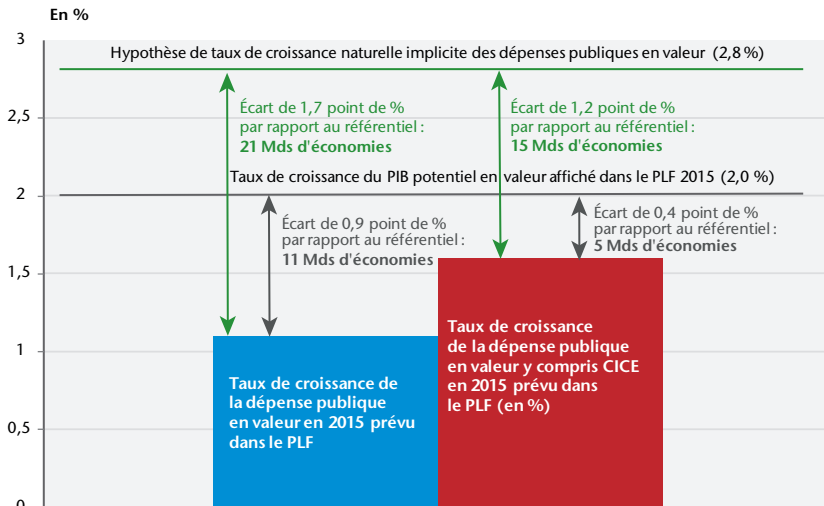 En %
3
Hypothèse de taux de croissance naturelle implicite des dépenses publiques en valeur (2,8 %)
Écart de 1,7 point de %
par rapport au référentiel :
21 Mds d'économies
Écart de 1,2 point de %
par rapport au référentiel :
15 Mds d'économies
2,5
Taux de croissance du PIB potentiel en valeur affiché dans le PLF 2015 (2,0 %)
2
Écart de 0,9 point de %
par rapport au référentiel :
11 Mds d'économies
Écart de 0,4 point de %
par rapport au référentiel :
5 Mds d'économies
1,5
Taux de croissance
de la dépense publique
en valeur y compris CICE
en 2015 prévu dans
le PLF (en %)
1
Taux de croissance de
la dépense publique
en valeur en 2015 prévu
dans le PLF
0,5
0